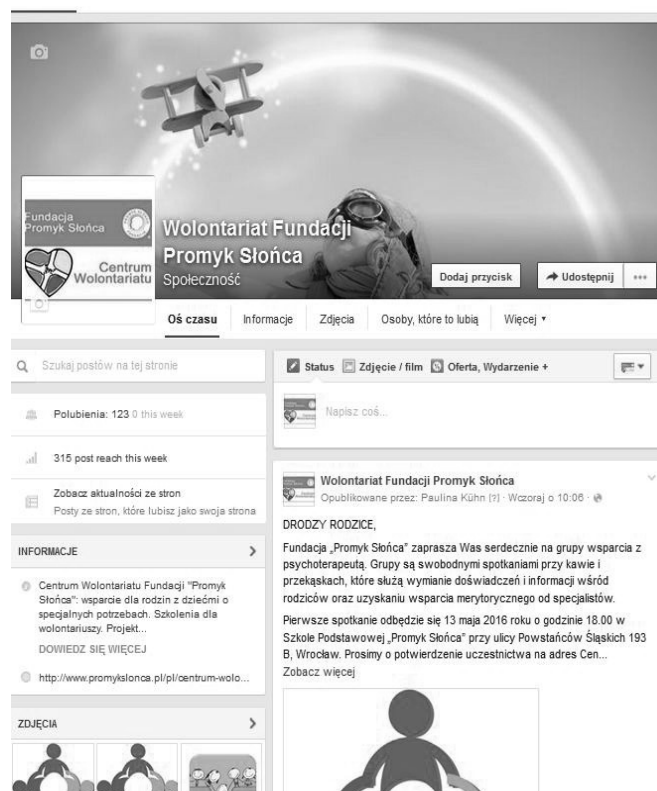 Fundacja
Promyk Słońca
Centrum
Wolontariatu
Wolontariat Fundacji
Promyk Słońca
Społeczność
Dodaj przycisk
Udostępnij
Oś czasu
Informacje
Zdjęcia
Osoby, które to lubią
Więcej
Szukaj postów na tej stronie
Polubienia: 123 0 this week
315 post reach this week
Zobacz aktualności ze stron
Posty ze stron, które lubisz jako swoja strona
INFORMACJE
Centrum Wolontariatu Fundacji "Promyk
Słońca": wsparcie dla rodzin z dziećmi o
specjalnych potrzebach. Szkolenia dla
wolontariuszy. Projekt...
DOWIEDZ SIĘ WIĘCEJ
http://www.promykslonca.pl/pl/centrum-wolo...
ZDJĘCIA
Status
Zdjęcie / film
Oferta, Wydarzenie +
Napisz coś...
Wolontariat Fundacji Promyk Słońca
Opublikowane przez: Paulina Kühn [?] · Wczoraj o 10:06 ·
DRODZY RODZICE,
Fundacja „Promyk Słońca” zaprasza Was serdecznie na grupy wsparcia z
psychoterapeutą. Grupy są swobodnymi spotkaniami przy kawie i
przekąskach, które służą wymianie doświadczeń i informacji wśród
rodziców oraz uzyskaniu wsparcia merytorycznego od specjalistów.
Pierwsze spotkanie odbędzie się 13 maja 2016 roku o godzinie 18.00 w
Szkole Podstawowej „Promyk Słońca” przy ulicy Powstańców Śląskich 193
B, Wrocław. Prosimy o potwierdzenie uczestnictwa na adres Cen...
Zobacz więcej